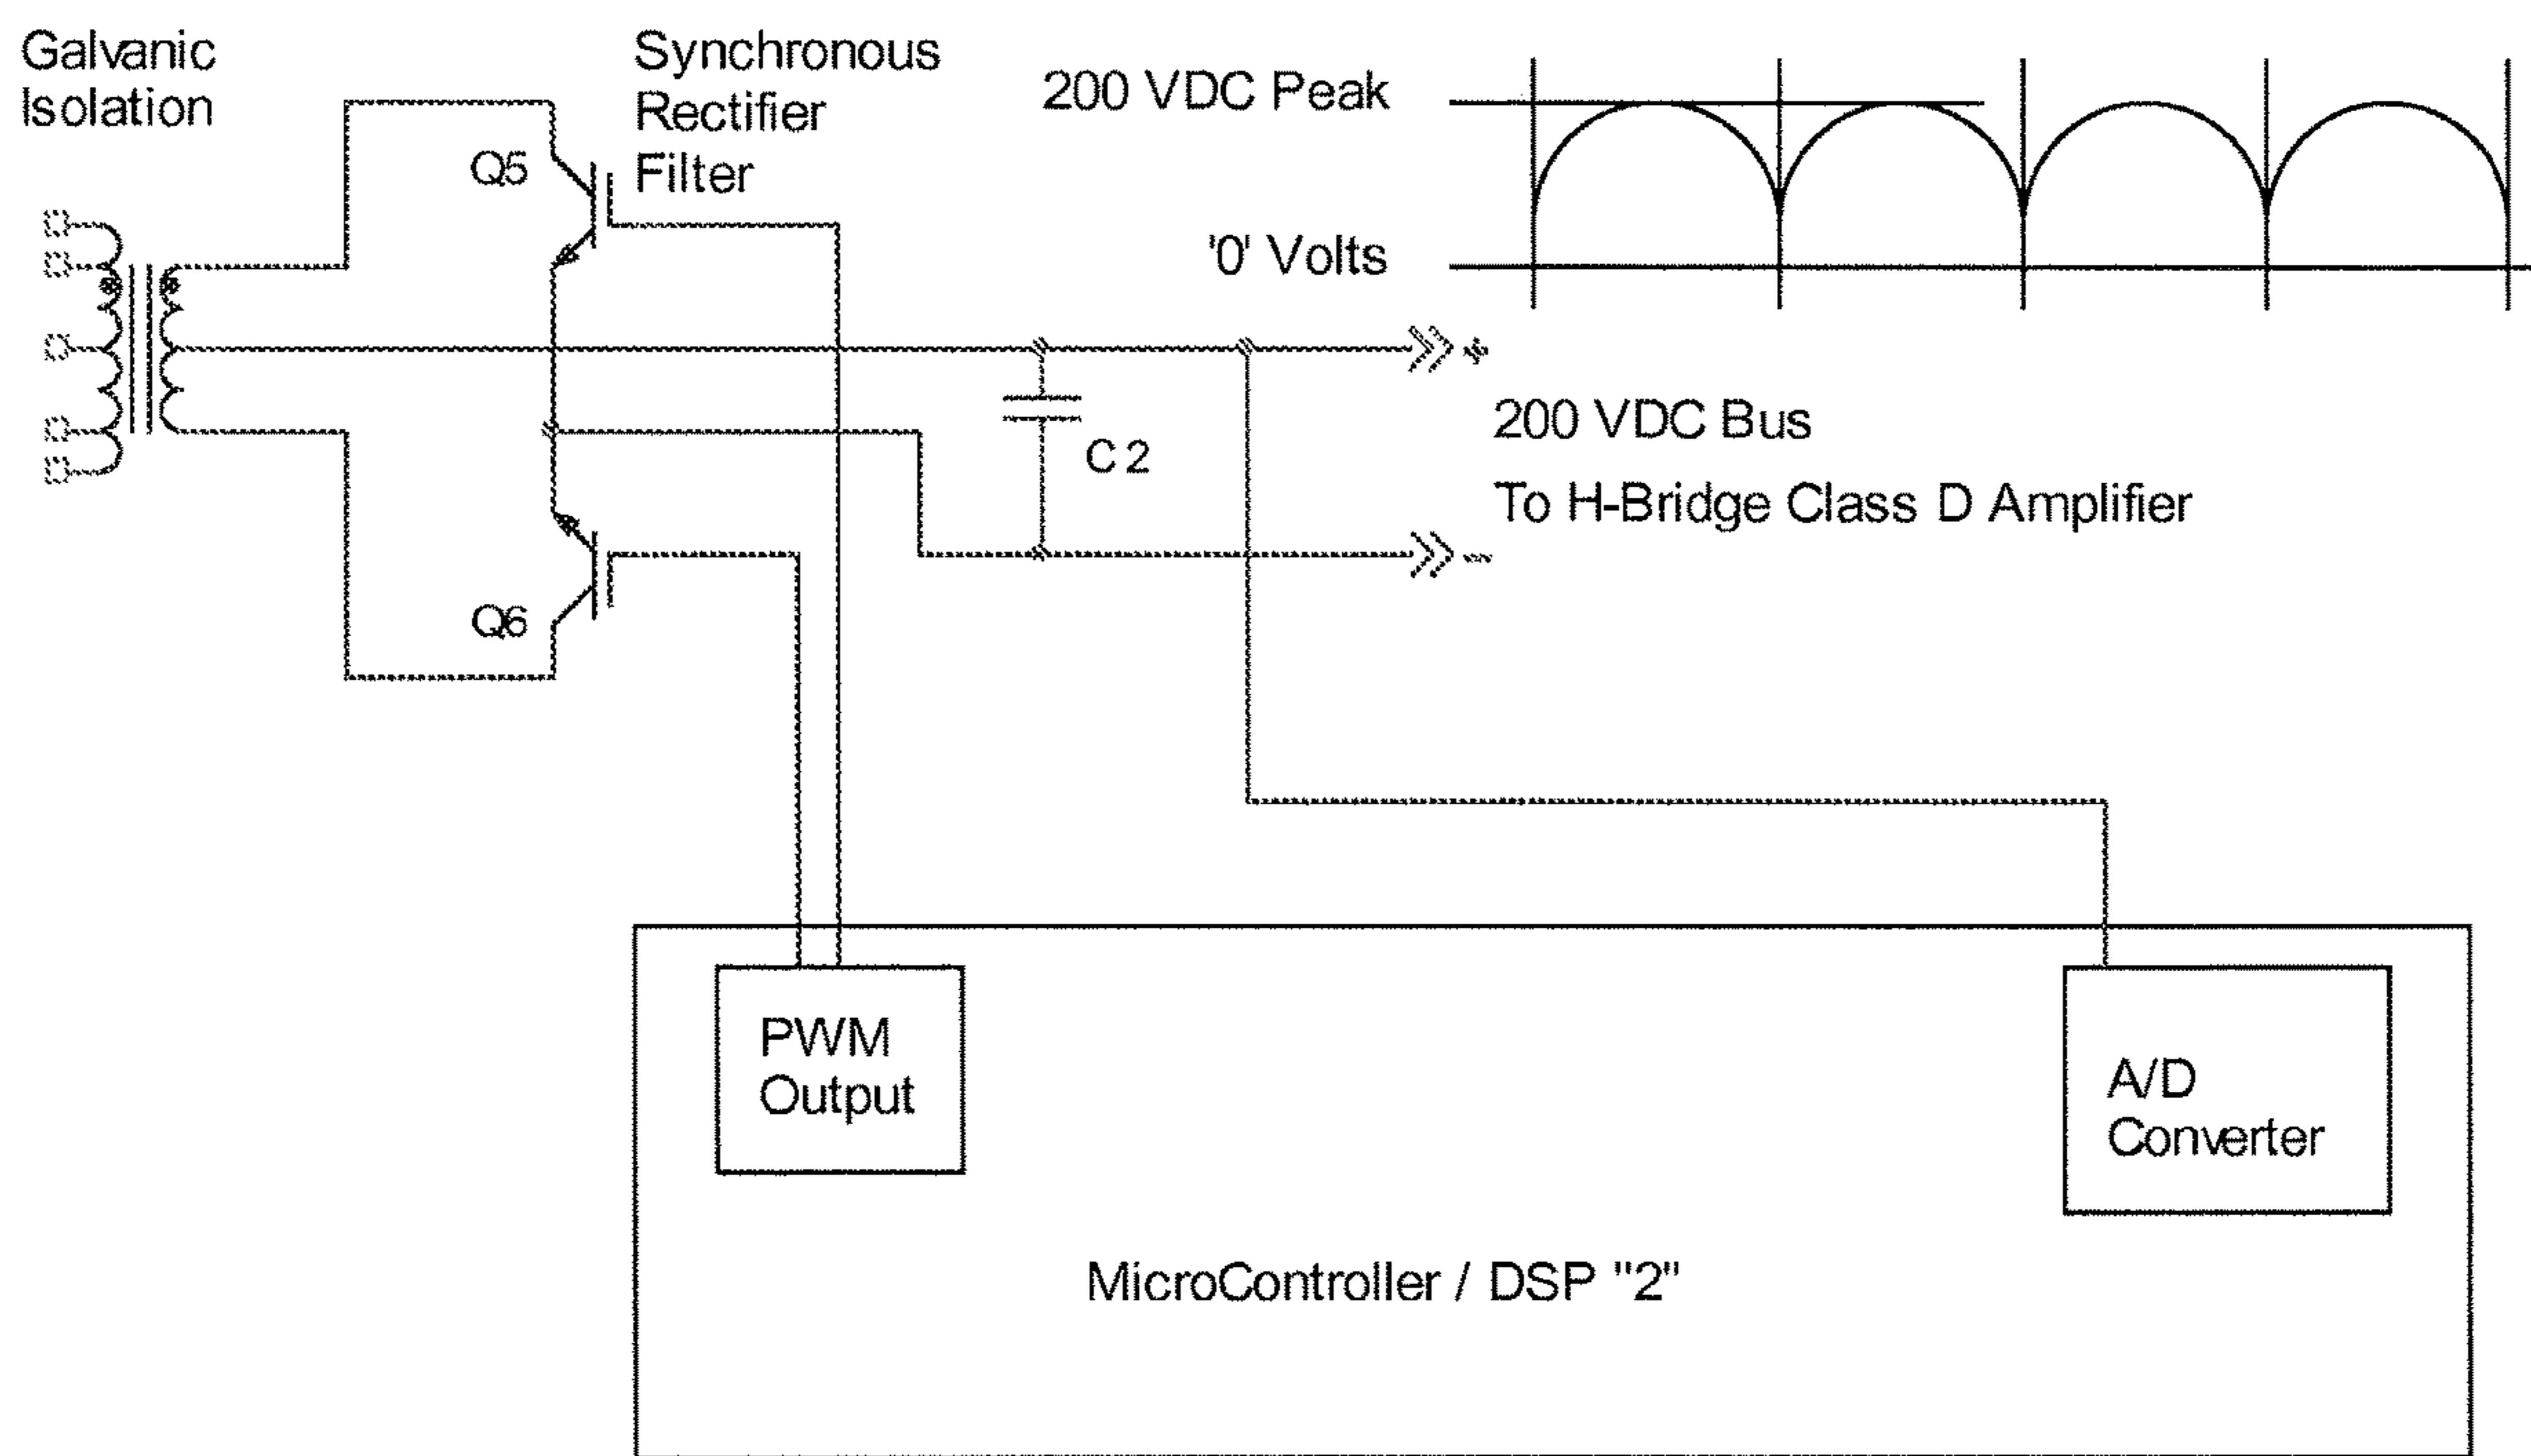 Galvanic
Isolation
Synchronous
Rectifier
Filter
Q5
200 VDC Peak
'0' Volts
+
C2
200 VDC Bus
To H-Bridge Class D Amplifier
-
Q6
PWM
Output
A/D
Converter
MicroController / DSP "2"